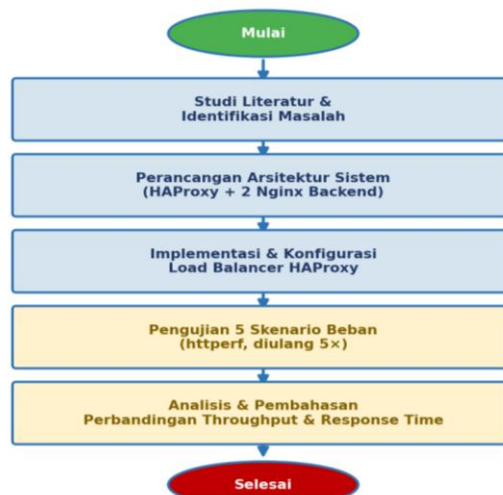 Mulai
Studi Literatur &
Identifikasi Masalah
Perancangan Arsitektur Sistem
(HAProxy + 2 Nginx Backend)
Implementasi & Konfigurasi
Load Balancer HAProxy
Pengujian 5 Skenario Beban
(httperf, diulang 5×)
Analisis & Pembahasan
Perbandingan Throughput & Response Time
Selesai